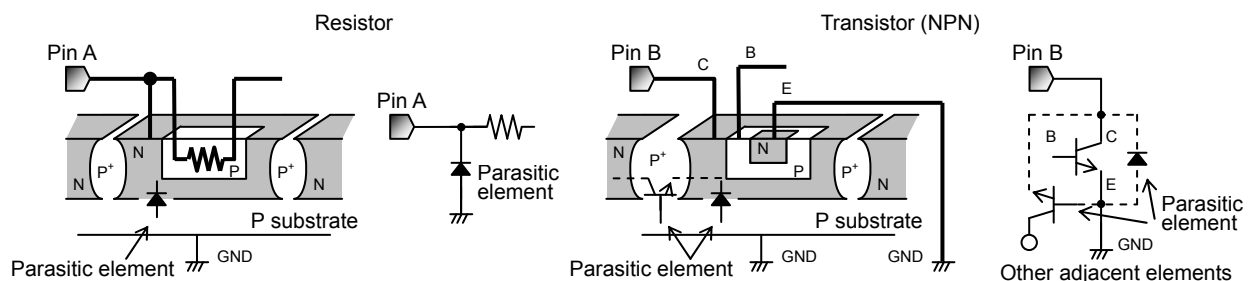 Resistor
Transistor (NPN)
Pin A
Pin B
C
B
E
Pin B
Pin A
N
P+
N
P
P+
N
Parasitic
element
N
P+
N
P
P+
N
B
C
E
Parasitic
element
P substrate
P substrate
GND
GND
GND
GND
Parasitic element
Parasitic element
Other adjacent elements